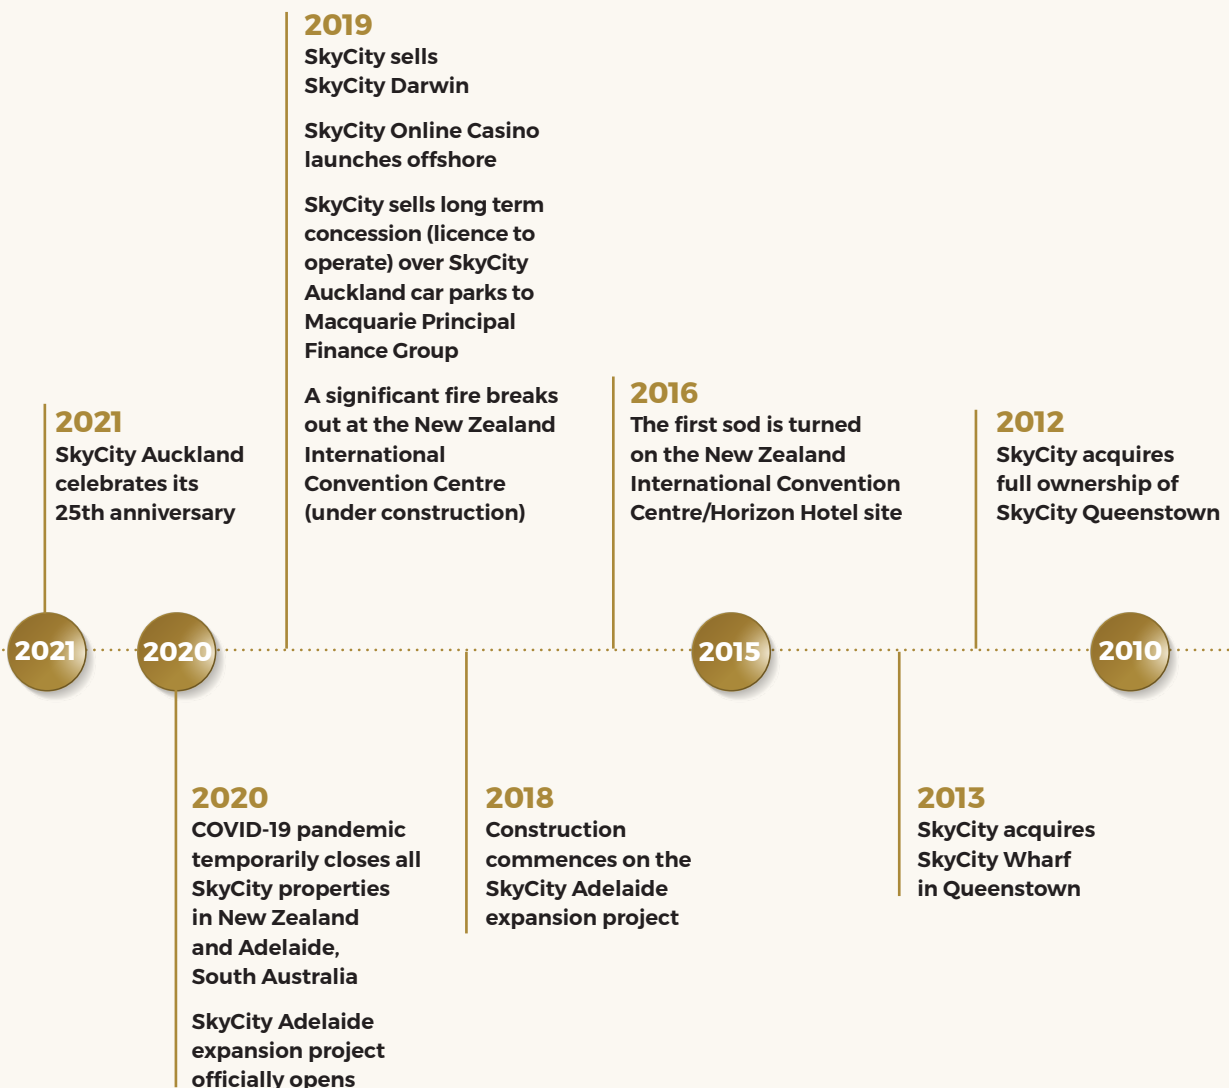 2019
SkyCity sells
SkyCity Darwin
SkyCity Online Casino
launches offshore
SkyCity sells long term
concession (licence to
operate) over SkyCity
Auckland car parks to
Macquarie Principal
Finance Group
A significant fire breaks
out at the New Zealand
International
Convention Centre
(under construction)
2021
SkyCity Auckland
celebrates its
25th anniversary
2016
The first sod is turned
on the New Zealand
International Convention
Centre/Horizon Hotel site
2012
SkyCity acquires
full ownership of
SkyCity Queenstown
2021
2020
2015
2010
2020
COVID-19 pandemic
temporarily closes all
SkyCity properties
in New Zealand
and Adelaide,
South Australia
SkyCity Adelaide
expansion project
officially opens
2018
Construction
commences on the
SkyCity Adelaide
expansion project
2013
SkyCity acquires
SkyCity Wharf
in Queenstown